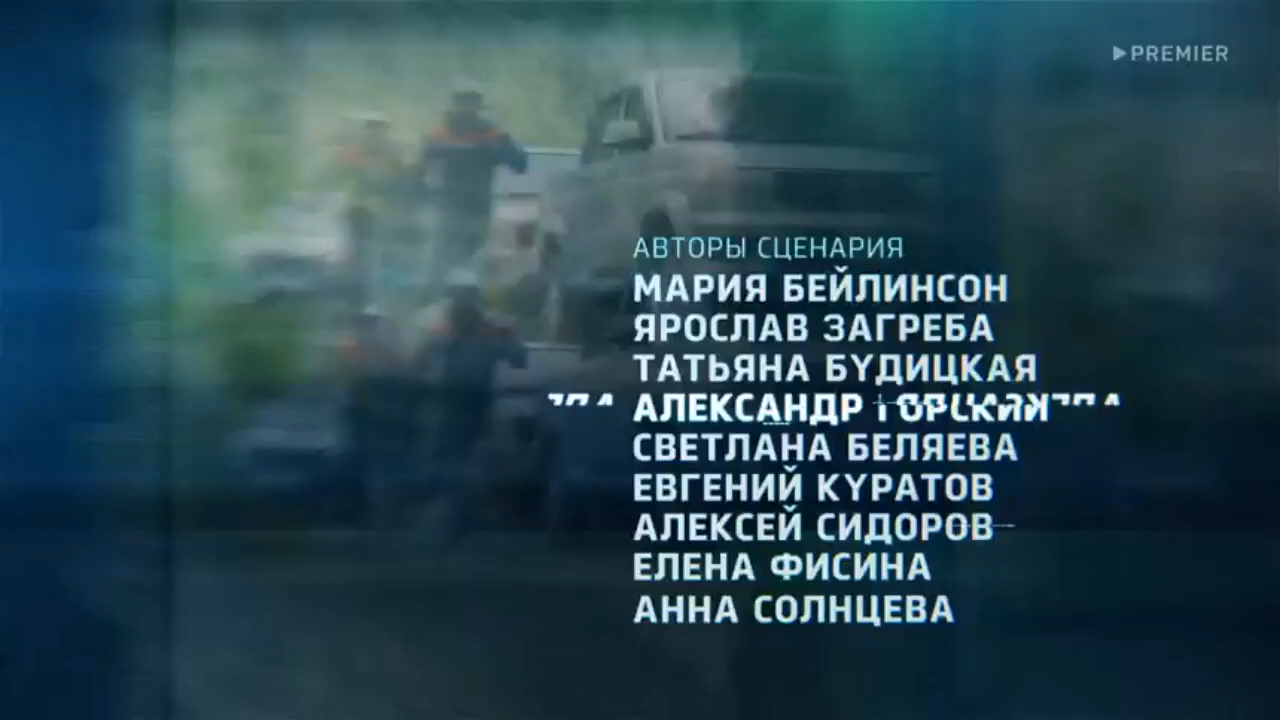 PREMIER
АВТОРЫ СЦЕНАРИЯ
МАРИЯ БЕЙЛИНСОН
ЯРОСЛАВ ЗАГРЕБА
ТАТЬЯНА БУДИЦКАЯ
АЛЕКСАНДР
СВЕТЛАНА БЕЛЯЕВА
ЕВГЕНИЙ КУРАТОВ
АЛЕКСЕЙ СИДОРОВ
ЕЛЕНА ФИСИНА
АННА СОЛНЦЕВА